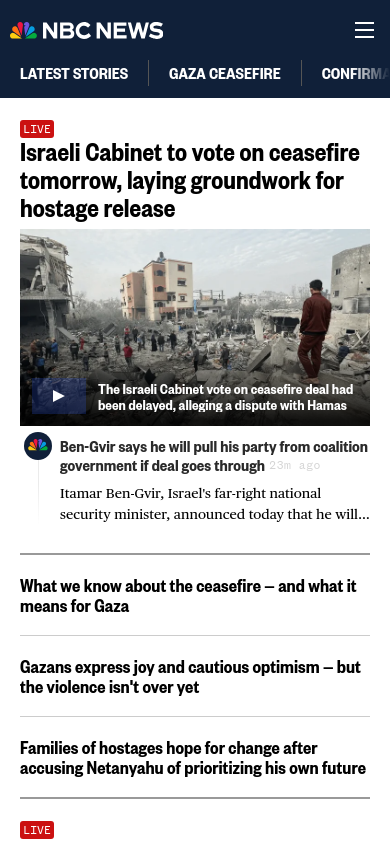 NBC NEWS
LATEST STORIES
GAZA CEASEFIRE
CONFIRMA
LIVE
Israeli Cabinet to vote on ceasefire
tomorrow, laying groundwork for
hostage release
The Israeli Cabinet vote on ceasefire deal had
been delayed, alleging a dispute with Hamas
Ben-Gvir says he will pull his party from coalition
government if deal goes through 23m ago
Itamar Ben-Gvir, Israel's far-right national
security minister, announced today that he will...
What we know about the ceasefire — and what it
means for Gaza
Gazans express joy and cautious optimism — but
the violence isn't over yet
Families of hostages hope for change after
accusing Netanyahu of prioritizing his own future
LIVE